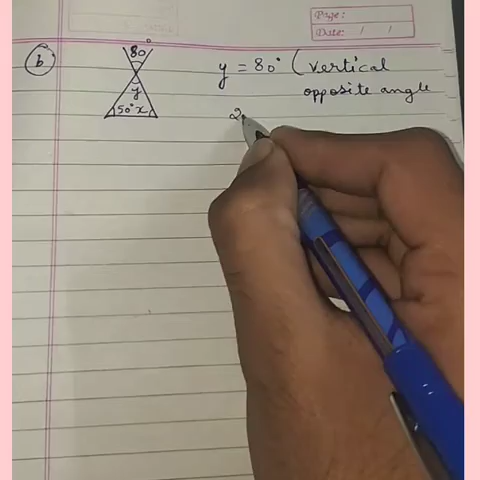 Page:
Date: / /
b
80°
y = 80° (vertical
opposite angle
y
50° x